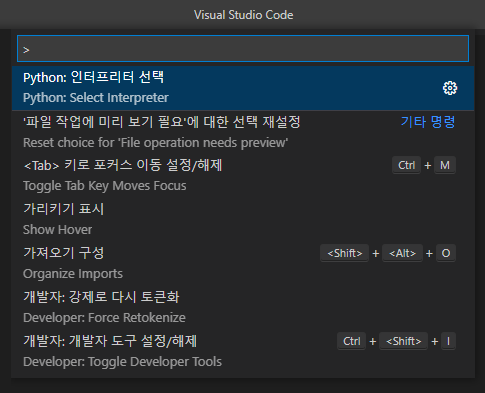 Visual Studio Code
>
Python: 인터프리터 선택
Python: Select Interpreter
'파일 작업에 미리 보기 필요'에 대한 선택 재설정 기타 명령
Reset choice for 'File operation needs preview'
<Tab> 키로 포커스 이동 설정/해제 Ctrl + M
Toggle Tab Key Moves Focus
가리키기 표시
Show Hover
가져오기 구성 <Shift> + <Alt> + O
Organize Imports
개발자: 강제로 다시 토큰화
Developer: Force Retokenize
개발자: 개발자 도구 설정/해제 Ctrl + <Shift> + I
Developer: Toggle Developer Tools